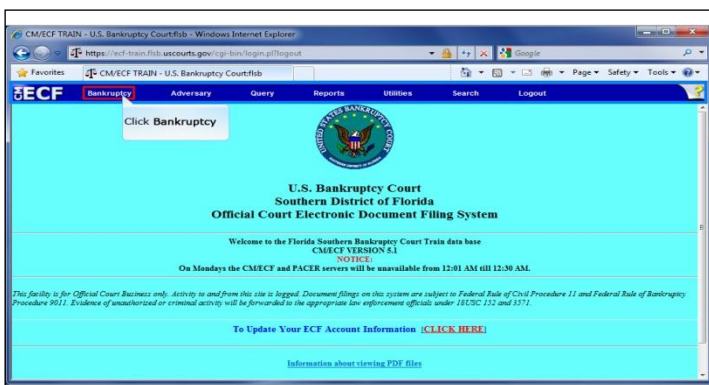 CM/ECF TRAIN - U.S. Bankruptcy Court:flsb - Windows Internet Explorer
https://ecf-train.flsb.uscourts.gov/cgi-bin/login.pl?logout
Google
Favorites CM/ECF TRAIN - U.S. Bankruptcy Court:flsb Page Safety Tools
ECF Bankruptcy Adversary Query Reports Utilities Search Logout
Click Bankruptcy
U.S. Bankruptcy Court
Southern District of Florida
Official Court Electronic Document Filing System
Welcome to the Florida Southern Bankruptcy Court Train data base
CM/ECF VERSION 5.1
NOTICE:
On Mondays the CM/ECF and PACER servers will be unavailable from 12:01 AM till 12:30 AM.
This facility is for Official Court Business only. Activity to and from this site is logged. Document filings on this system are subject to Federal Rule of Civil Procedure 11 and Federal Rule of Bankruptcy
Procedure 9011. Evidence of unauthorized or criminal activity will be forwarded to the appropriate law enforcement officials under 18USC 152 and 3571.
To Update Your ECF Account Information [CLICK HERE]
Information about viewing PDF files